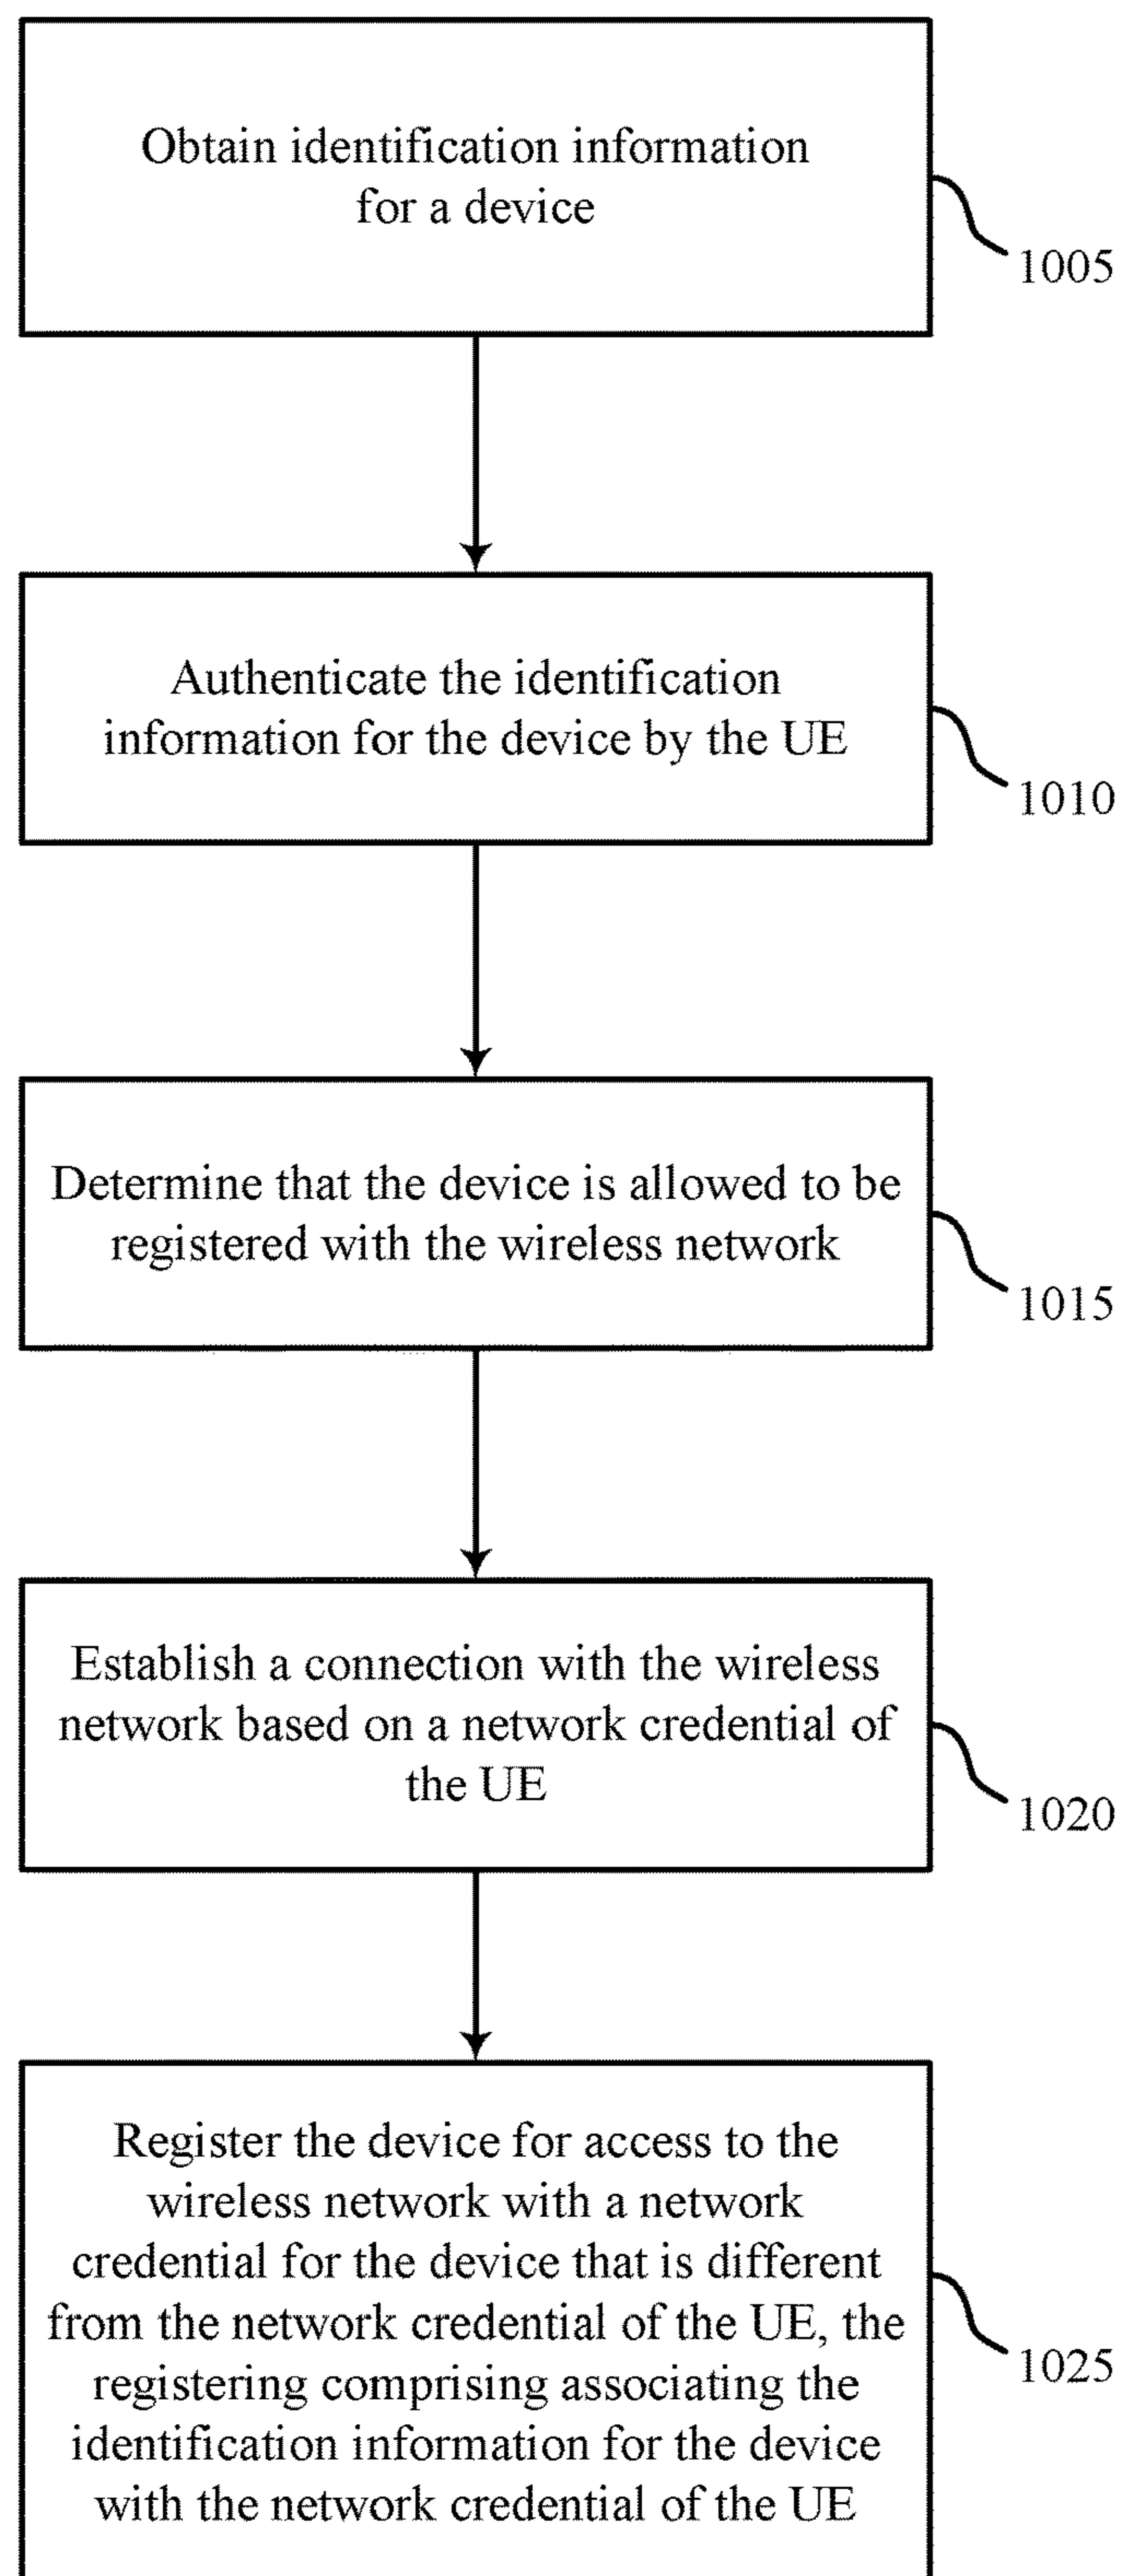 Obtain identification information
for a device
1005
Authenticate the identification
information for the device by the UE
1010
Determine that the device is allowed to be
registered with the wireless network
1015
Establish a connection with the wireless
network based on a network credential of
the UE
1020
Register the device for access to the
wireless network with a network
credential for the device that is different
from the network credential of the UE, the
registering comprising associating the
identification information for the device
with the network credential of the UE
1025